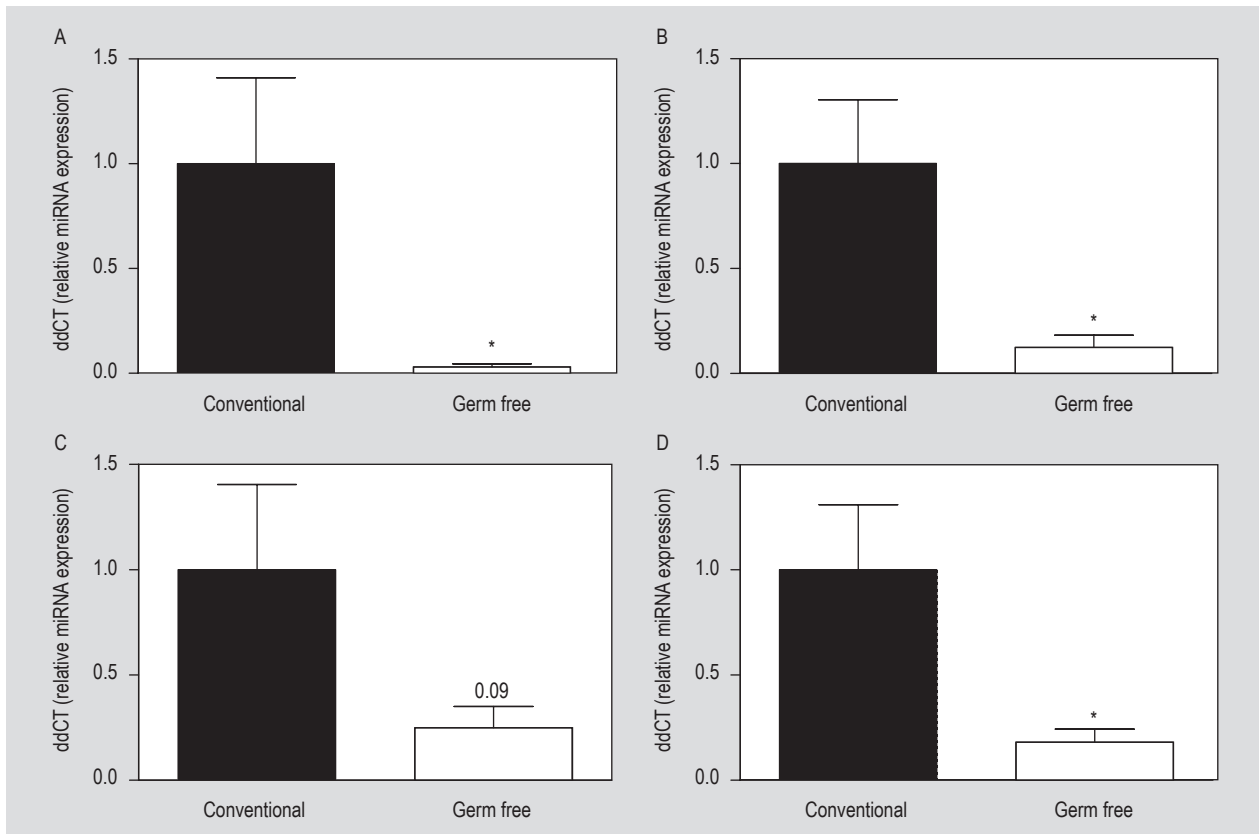 A
ddCT (relative miRNA expression)
1.5
1.0
0.5
0.0
*
Conventional
Germ free
B
ddCT (relative miRNA expression)
1.5
1.0
0.5
0.0
*
Conventional
Germ free
C
ddCT (relative miRNA expression)
1.5
1.0
0.5
0.0
0.09
Conventional
Germ free
D
ddCT (relative miRNA expression)
1.5
1.0
0.5
0.0
*
Conventional
Germ free